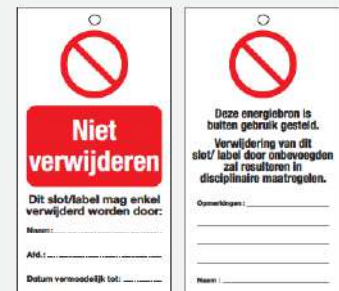 Niet
verwijderen
Dit slot/label mag enkel
verwijderd worden door:
Naam:
Afd.:
Datum vermoedelijk tot:
Deze energiebron is
buiten gebruik gesteld.
Verwijdering van dit
slot/ label door onbevoegden
zal resulteren in
disciplinaire maatregelen.
Opmerkingen:
Naam: